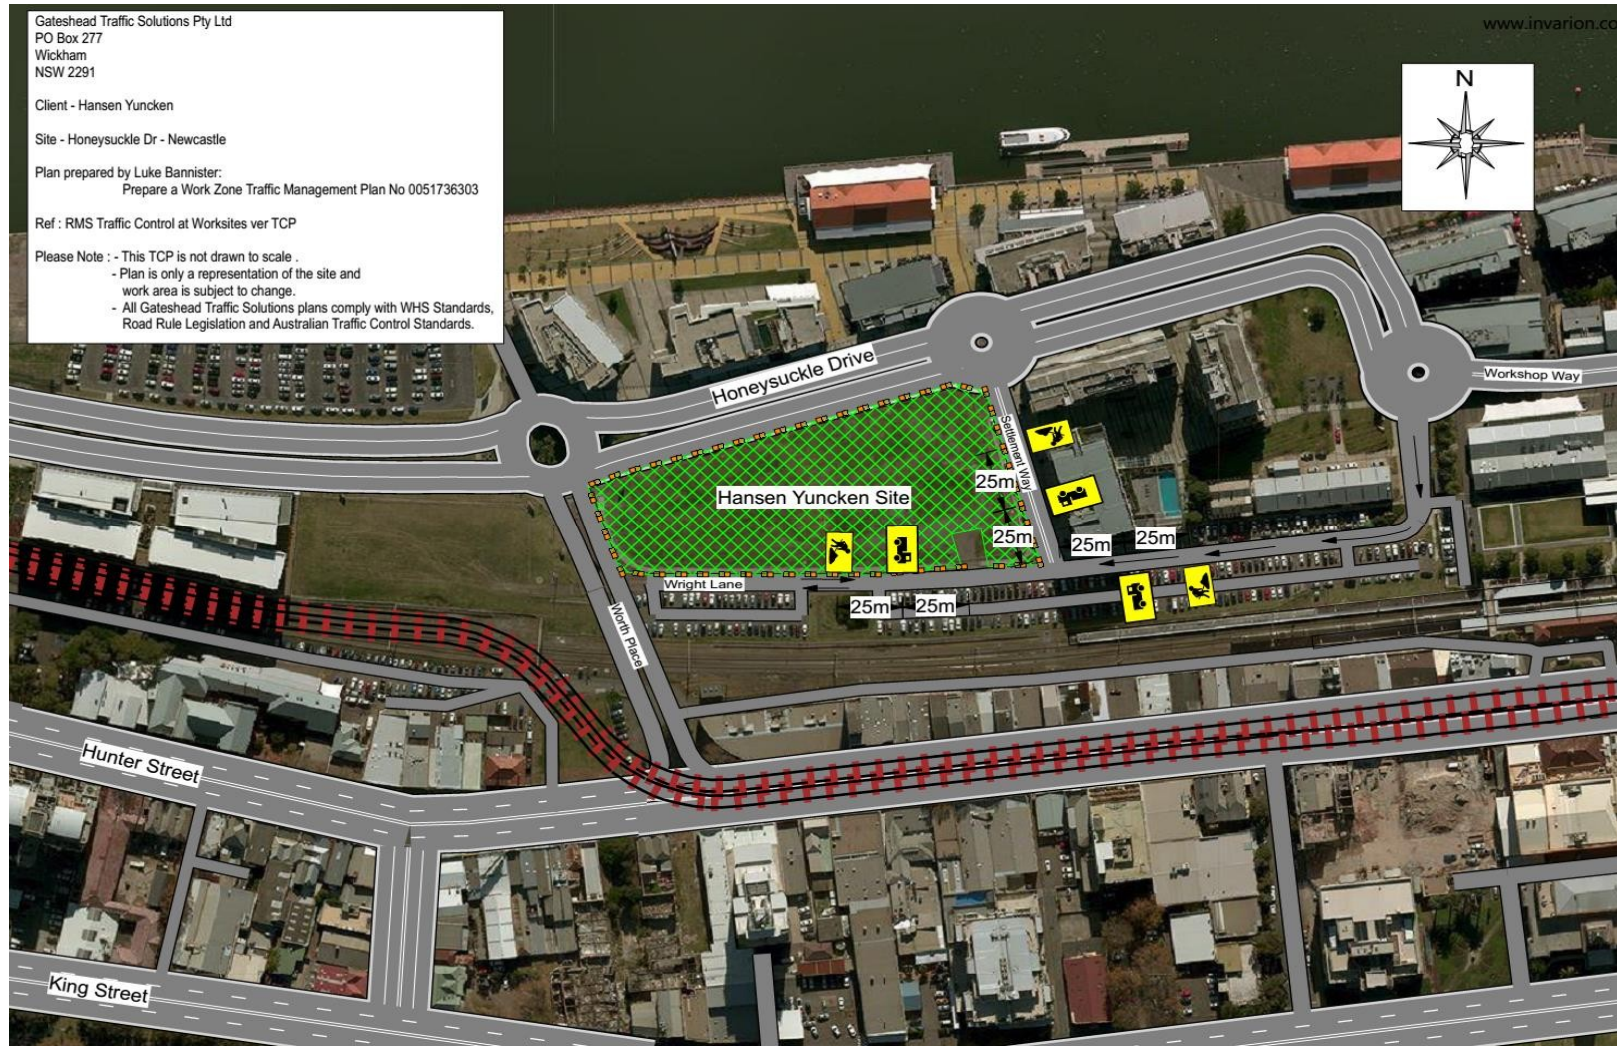 Gateshead Traffic Solutions Pty Ltd
PO Box 277
Wickham
NSW 2291
Client - Hansen Yuncken
Site - Honeysuckle Dr - Newcastle
Plan prepared by Luke Bannister:
Prepare a Work Zone Traffic Management Plan No 0051736303
Ref : RMS Traffic Control at Worksites ver TCP
Please Note : - This TCP is not drawn to scale .
- Plan is only a representation of the site and
work area is subject to change.
- All Gateshead Traffic Solutions plans comply with WHS Standards,
Road Rule Legislation and Australian Traffic Control Standards.
www.invarion.co
N
Honeysuckle Drive
Workshop Way
Settlement Way
Hansen Yuncken Site
25m
25m
25m
25m
Wright Lane
25m
25m
Worth Place
Hunter Street
King Street